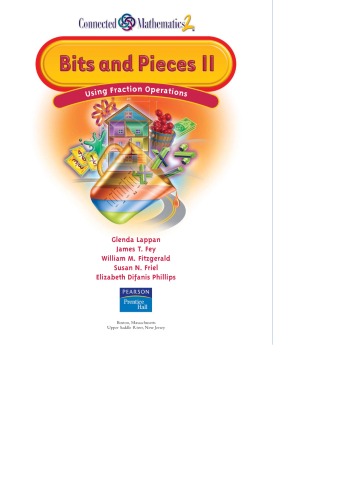 Connected Mathematics 2
Bits and Pieces II
Using Fraction Operations
Glenda Lappan
James T. Fey
William M. Fitzgerald
Susan N. Friel
Elizabeth Difanis Phillips
PEARSON
Prentice
Hall
Boston, Massachusetts
Upper Saddle River, New Jersey